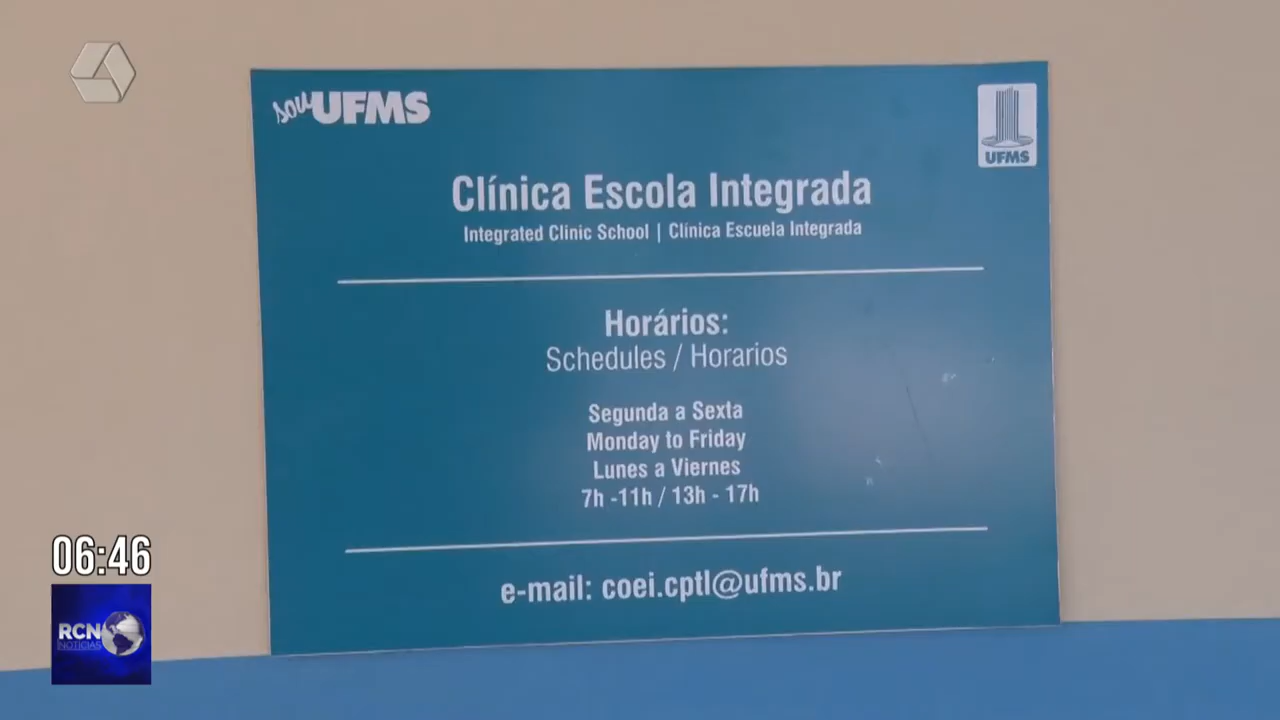 souUFMS
UFMS
Clínica Escola Integrada
Integrated Clinic School | Clínica Escuela Integrada
Horários:
Schedules / Horarios
Segunda a Sexta
Monday to Friday
Lunes a Viernes
7h -11h / 13h - 17h
e-mail: coei.cptl@ufms.br
06:46
RCN
NOTÍCIAS